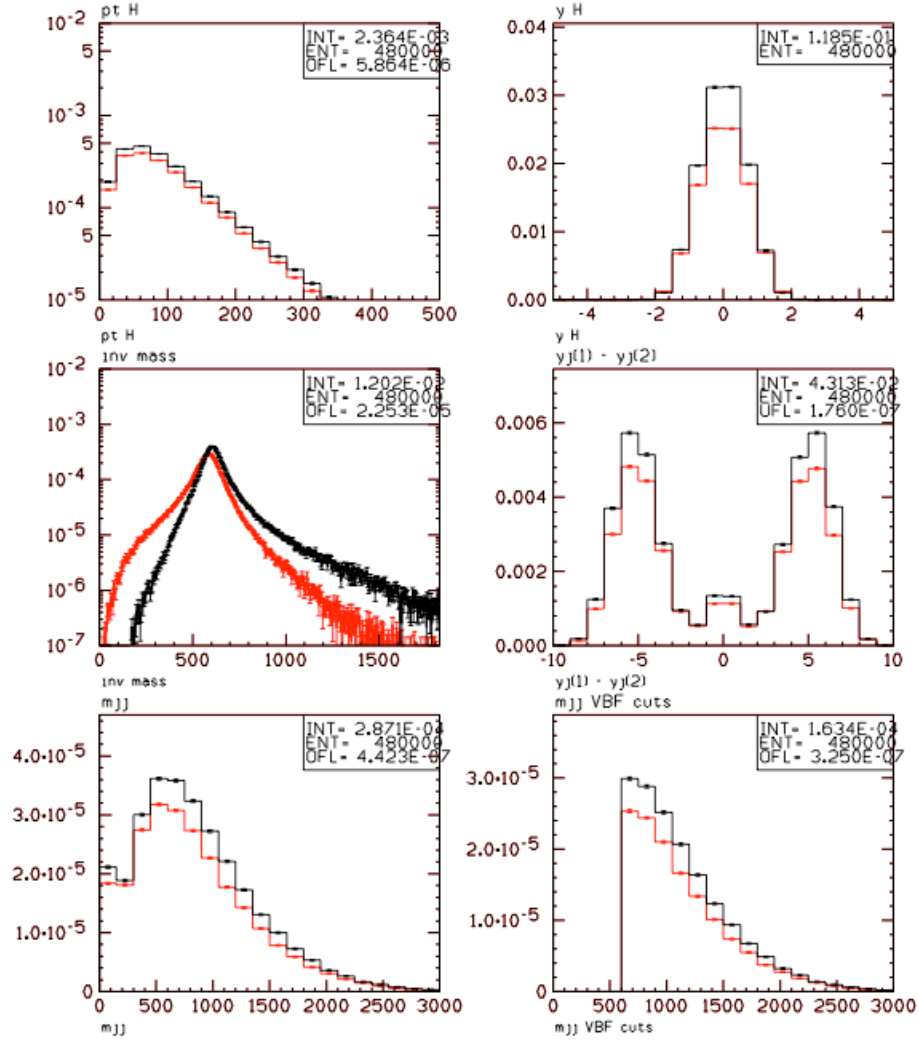 pt H
INT= 2.364E-03
ENT= 480000
OFL= 5.864E-06
10-2
5
10-3
5
10-4
5
10-5
0 100 200 300 400 500
pt H
y H
INT= 1.185E-01
ENT= 480000
0.04
0.03
0.02
0.01
0.00
-4 -2 0 2 4
y H
inv mass
INT= 1.202E-02
ENT= 480000
OFL= 2.253E-05
10-2
10-3
10-4
10-5
10-6
10-7
0 500 1000 1500
inv mass
yj(1) - yj(2)
INT= 4.313E-02
ENT= 480000
OFL= 1.760E-07
0.006
0.004
0.002
0.000
-10 -5 0 5 10
yj(1) - yj(2)
mjj
INT= 2.871E-04
ENT= 480000
OFL= 4.423E-07
4.0·10-5
3.0·10-5
2.0·10-5
1.0·10-5
0
0 500 1000 1500 2000 2500 3000
mjj
mjj VBF cuts
INT= 1.634E-04
ENT= 480000
OFL= 3.250E-07
3.0·10-5
2.0·10-5
1.0·10-5
0
0 500 1000 1500 2000 2500 3000
mjj VBF cuts